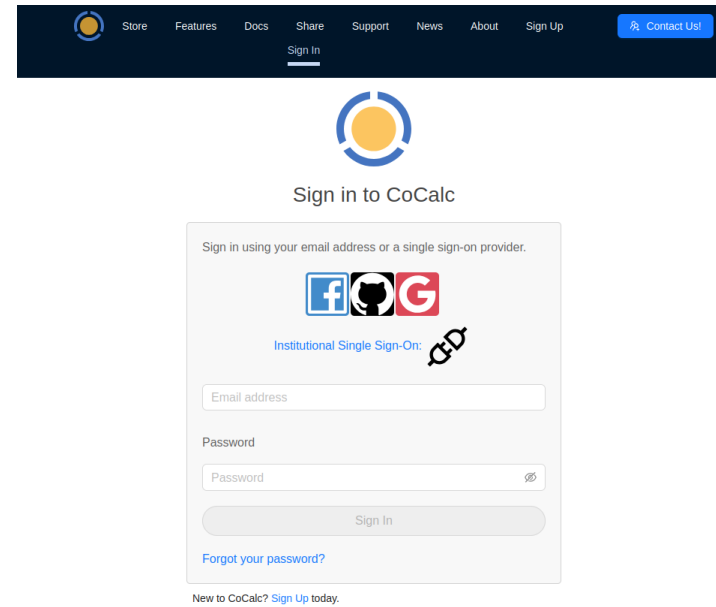 Store Features Docs Share Support News About Sign Up Contact Us!
Sign In
Sign in to CoCalc
Sign in using your email address or a single sign-on provider.
Institutional Single Sign-On:
Email address
Password
Password
Sign In
Forgot your password?
New to CoCalc? Sign Up today.